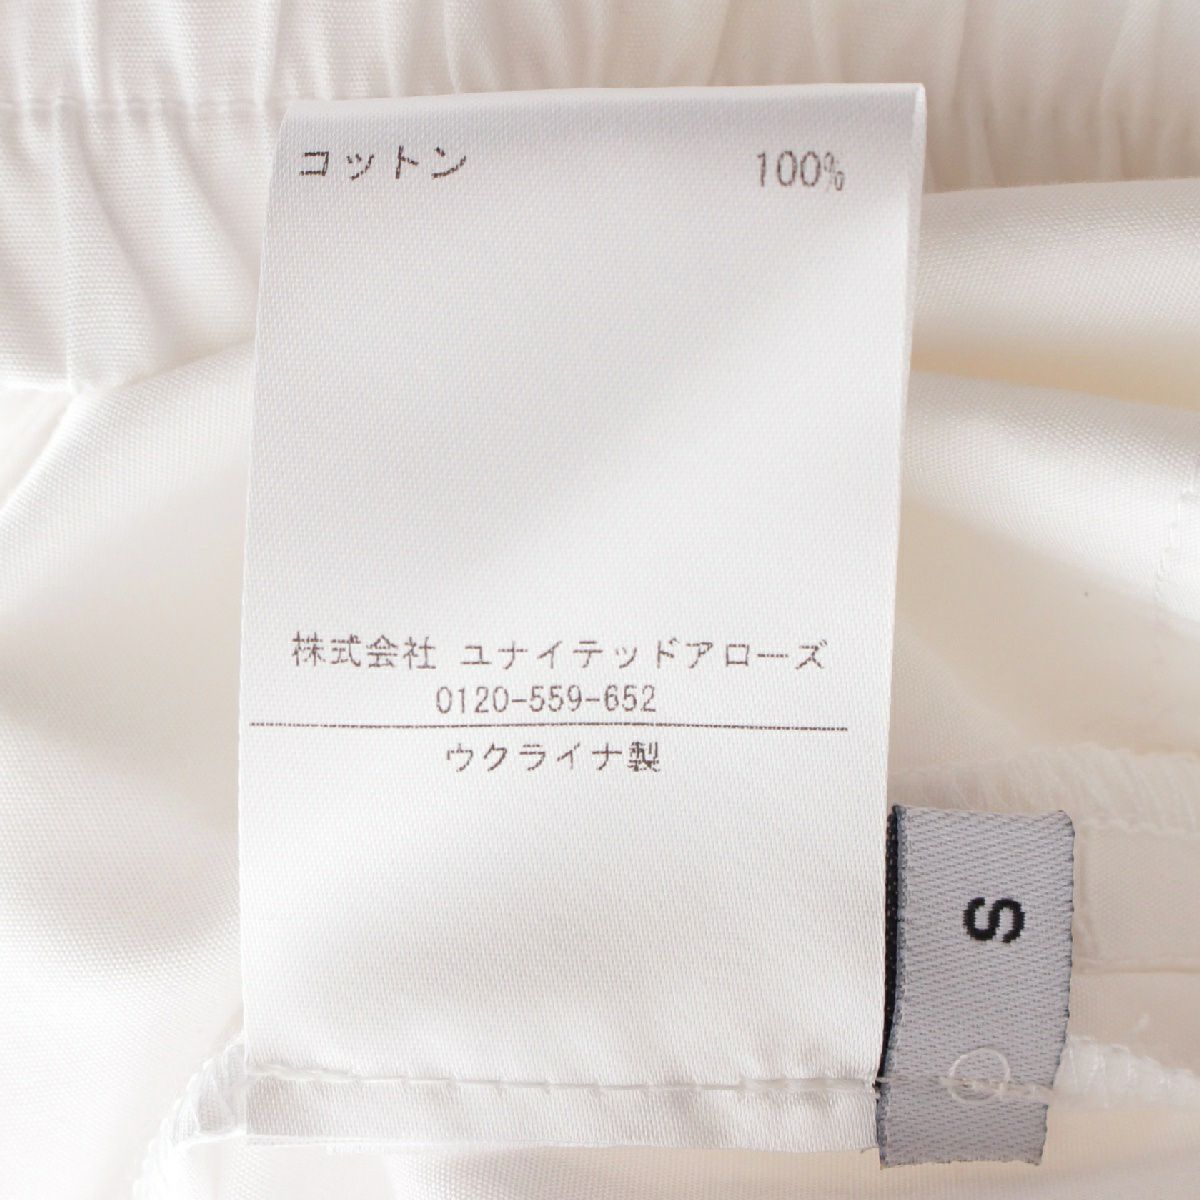 コットン 100%
株式会社 ユナイテッドアローズ
0120-559-652
ウクライナ製
S